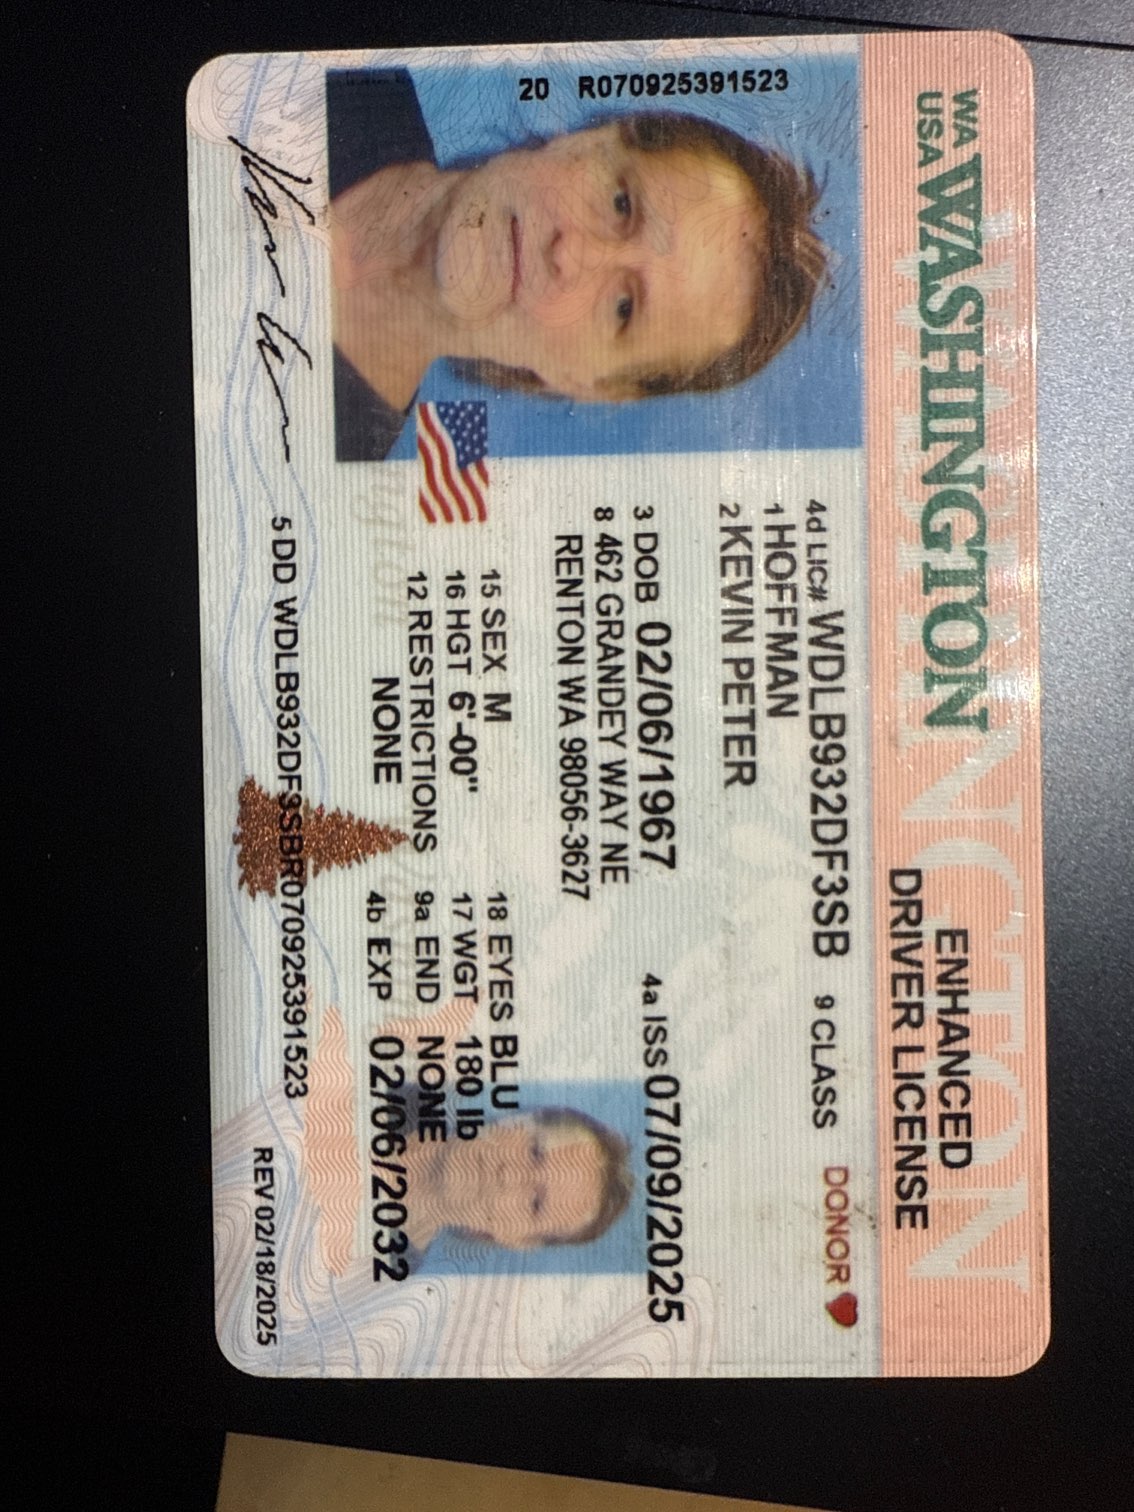 WA
USA
WASHINGTON
ENHANCED
DRIVER LICENSE
20 R070925391523
4d LIC# WDLB932DF3SB 9 CLASS DONOR
1 HOFFMAN
2 KEVIN PETER
3 DOB 02/06/1967 4a ISS 07/09/2025
8 462 GRANDEY WAY NE
RENTON WA 98056-3627
15 SEX M 18 EYES BLU
16 HGT 6'-00" 17 WGT 180 lb
12 RESTRICTIONS 9a END NONE
NONE 4b EXP 02/06/2032
5 DD WDLB932DF3SBR070925391523
REV 02/18/2025